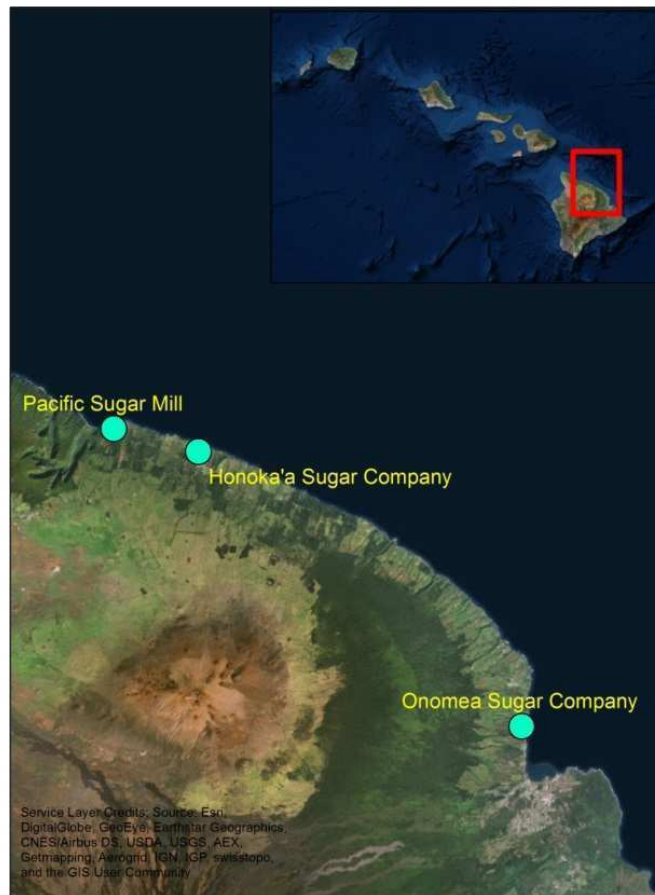 Pacific Sugar Mill
Honoka'a Sugar Company
Onomea Sugar Company
Service Layer Credits: Source: Esri,
DigitalGlobe, GeoEye, Earthstar Geographics,
CNES/Airbus DS, USDA, USGS, AEX,
Getmapping, Aerogrid, IGN, IGP, swisstopo,
and the GIS User Community